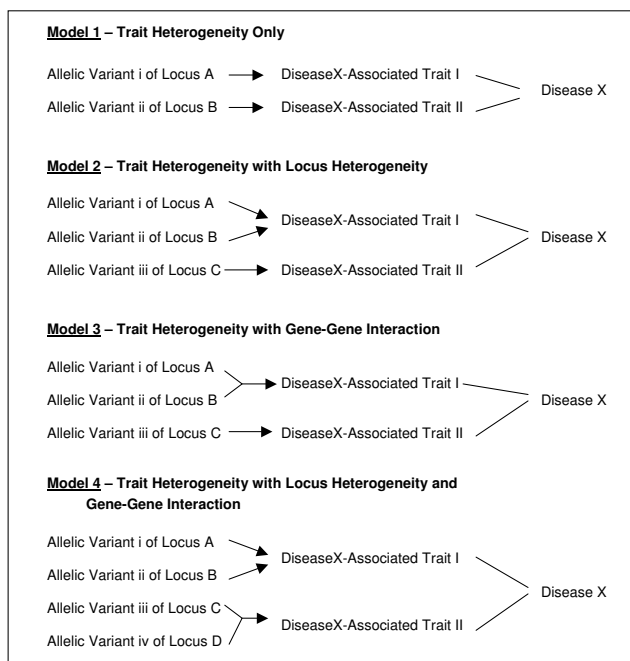 Model 1 – Trait Heterogeneity Only
Allelic Variant i of Locus A DiseaseX-Associated Trait I
Disease X
Allelic Variant ii of Locus B DiseaseX-Associated Trait II
Model 2 – Trait Heterogeneity with Locus Heterogeneity
Allelic Variant i of Locus A
DiseaseX-Associated Trait I
Allelic Variant ii of Locus B
Disease X
Allelic Variant iii of Locus C DiseaseX-Associated Trait II
Model 3 – Trait Heterogeneity with Gene-Gene Interaction
Allelic Variant i of Locus A
DiseaseX-Associated Trait I
Allelic Variant ii of Locus B
Disease X
Allelic Variant iii of Locus C DiseaseX-Associated Trait II
Model 4 – Trait Heterogeneity with Locus Heterogeneity and
Gene-Gene Interaction
Allelic Variant i of Locus A
DiseaseX-Associated Trait I
Allelic Variant ii of Locus B
Disease X
Allelic Variant iii of Locus C
DiseaseX-Associated Trait II
Allelic Variant iv of Locus D